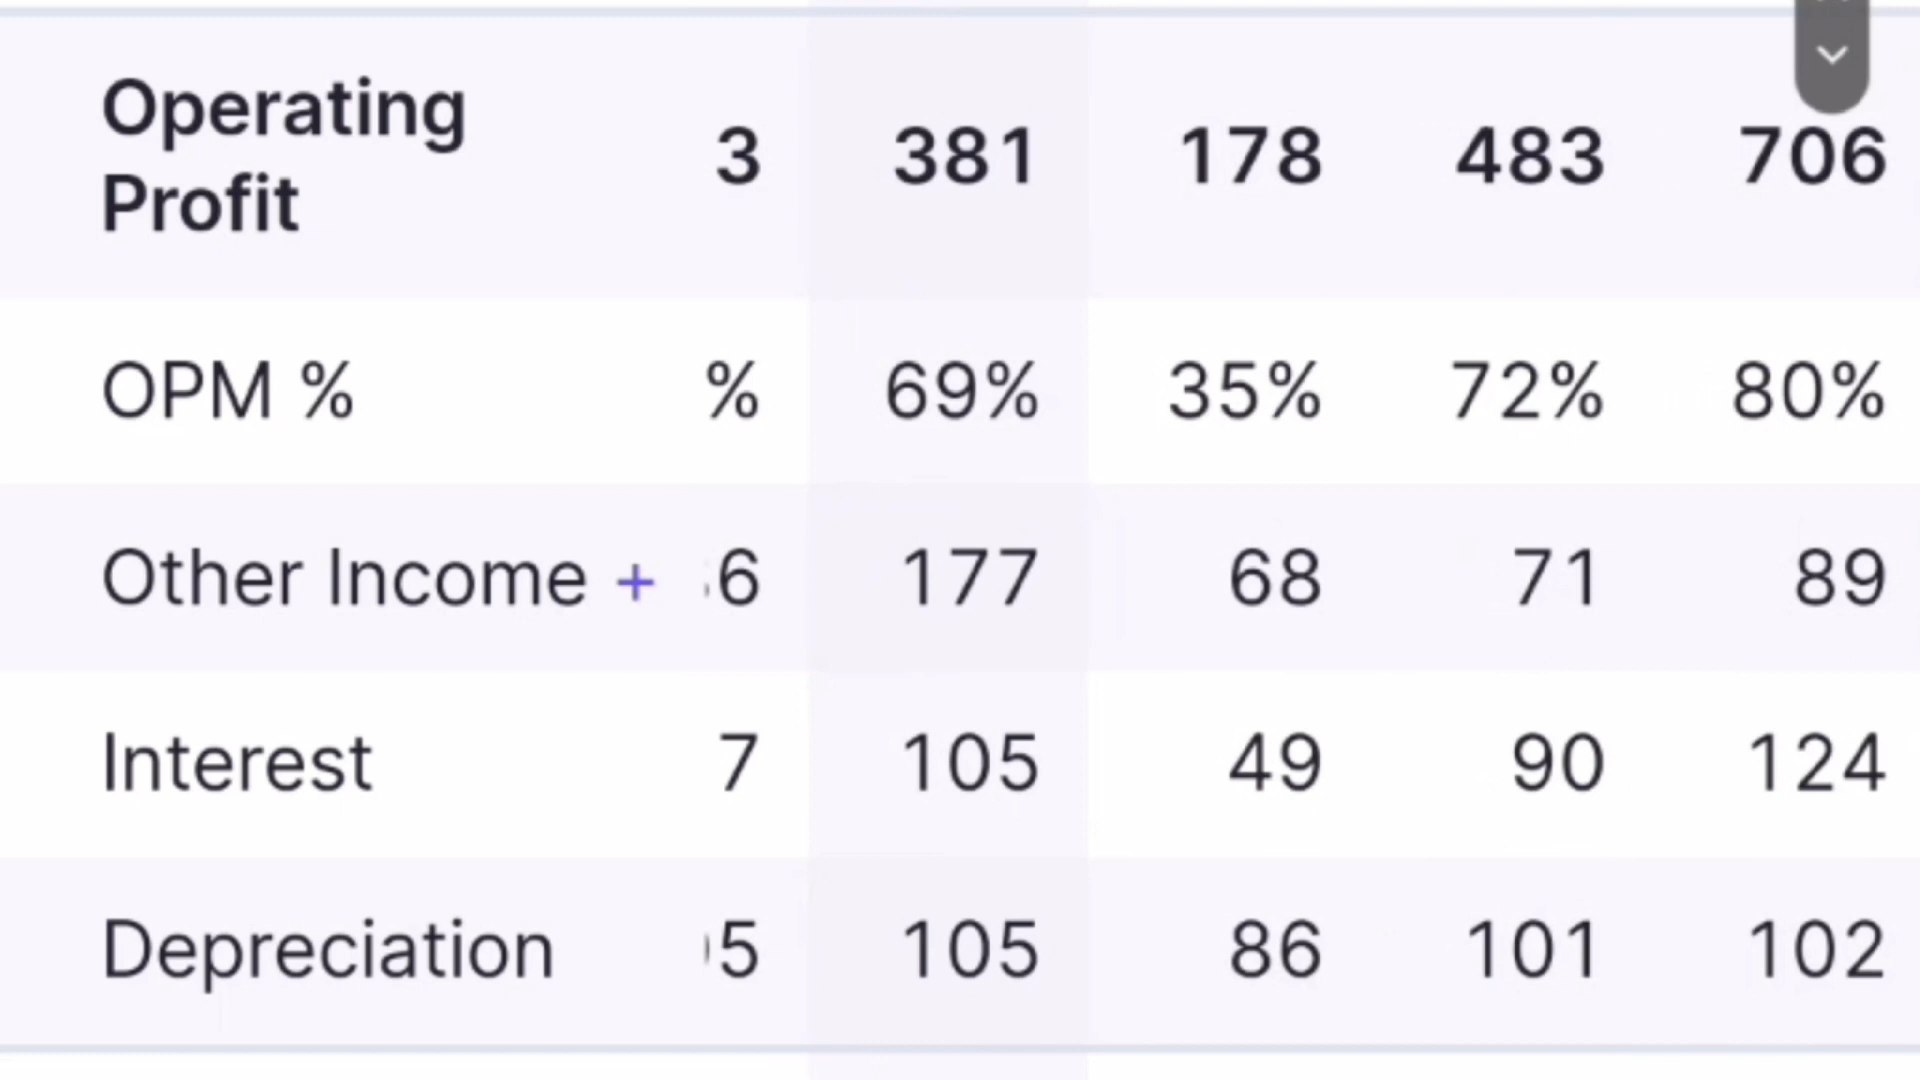 Operating
Profit 3 381 178 483 706
OPM % % 69% 35% 72% 80%
Other Income + 6 177 68 71 89
Interest 7 105 49 90 124
Depreciation 5 105 86 101 102